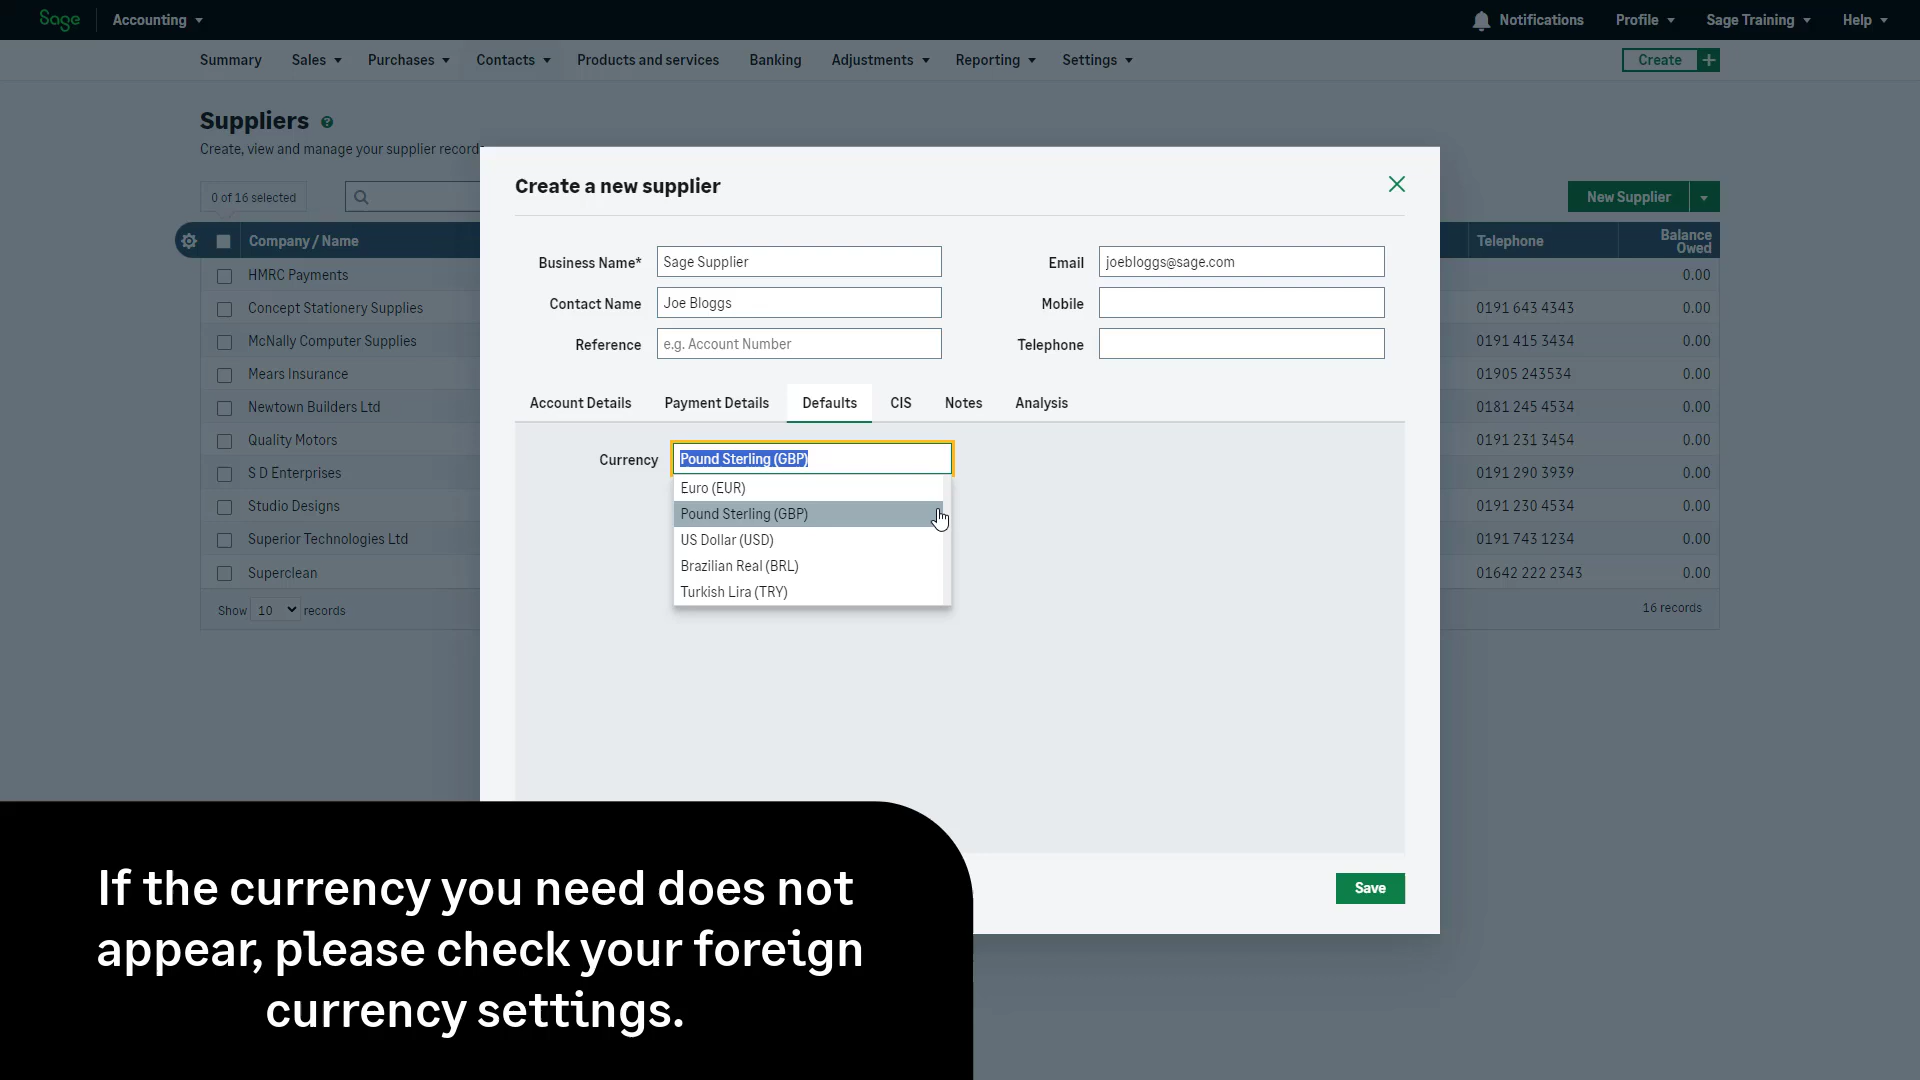 Sage
Accounting
Notifications
Profile
Sage Training
Help
Summary
Sales
Purchases
Contacts
Products and services
Banking
Adjustments
Reporting
Settings
Create
Suppliers
Create, view and manage your supplier
0 of 16 selected
New Supplier
Company / Name
Telephone
Balance
Owed
HMRC Payments
0.00
Concept Stationery Supplies
0191 643 4343
0.00
McNally Computer Supplies
0191 415 3434
0.00
Mears Insurance
01905 243534
0.00
Newtown Builders Ltd
0181 245 4534
0.00
Quality Motors
0191 231 3454
0.00
S D Enterprises
0191 290 3939
0.00
Studio Designs
0191 230 4534
0.00
Superior Technologies Ltd
0191 743 1234
0.00
Superclean
01642 222 2343
0.00
Show 10 records
16 records
Create a new supplier
Business Name*
Sage Supplier
Email
joebloggs@sage.com
Contact Name
Joe Bloggs
Mobile
Reference
e.g. Account Number
Telephone
Account Details
Payment Details
Defaults
CIS
Notes
Analysis
Currency
Pound Sterling (GBP)
Euro (EUR)
Pound Sterling (GBP)
US Dollar (USD)
Brazilian Real (BRL)
Turkish Lira (TRY)
Save
If the currency you need does not
appear, please check your foreign
currency settings.